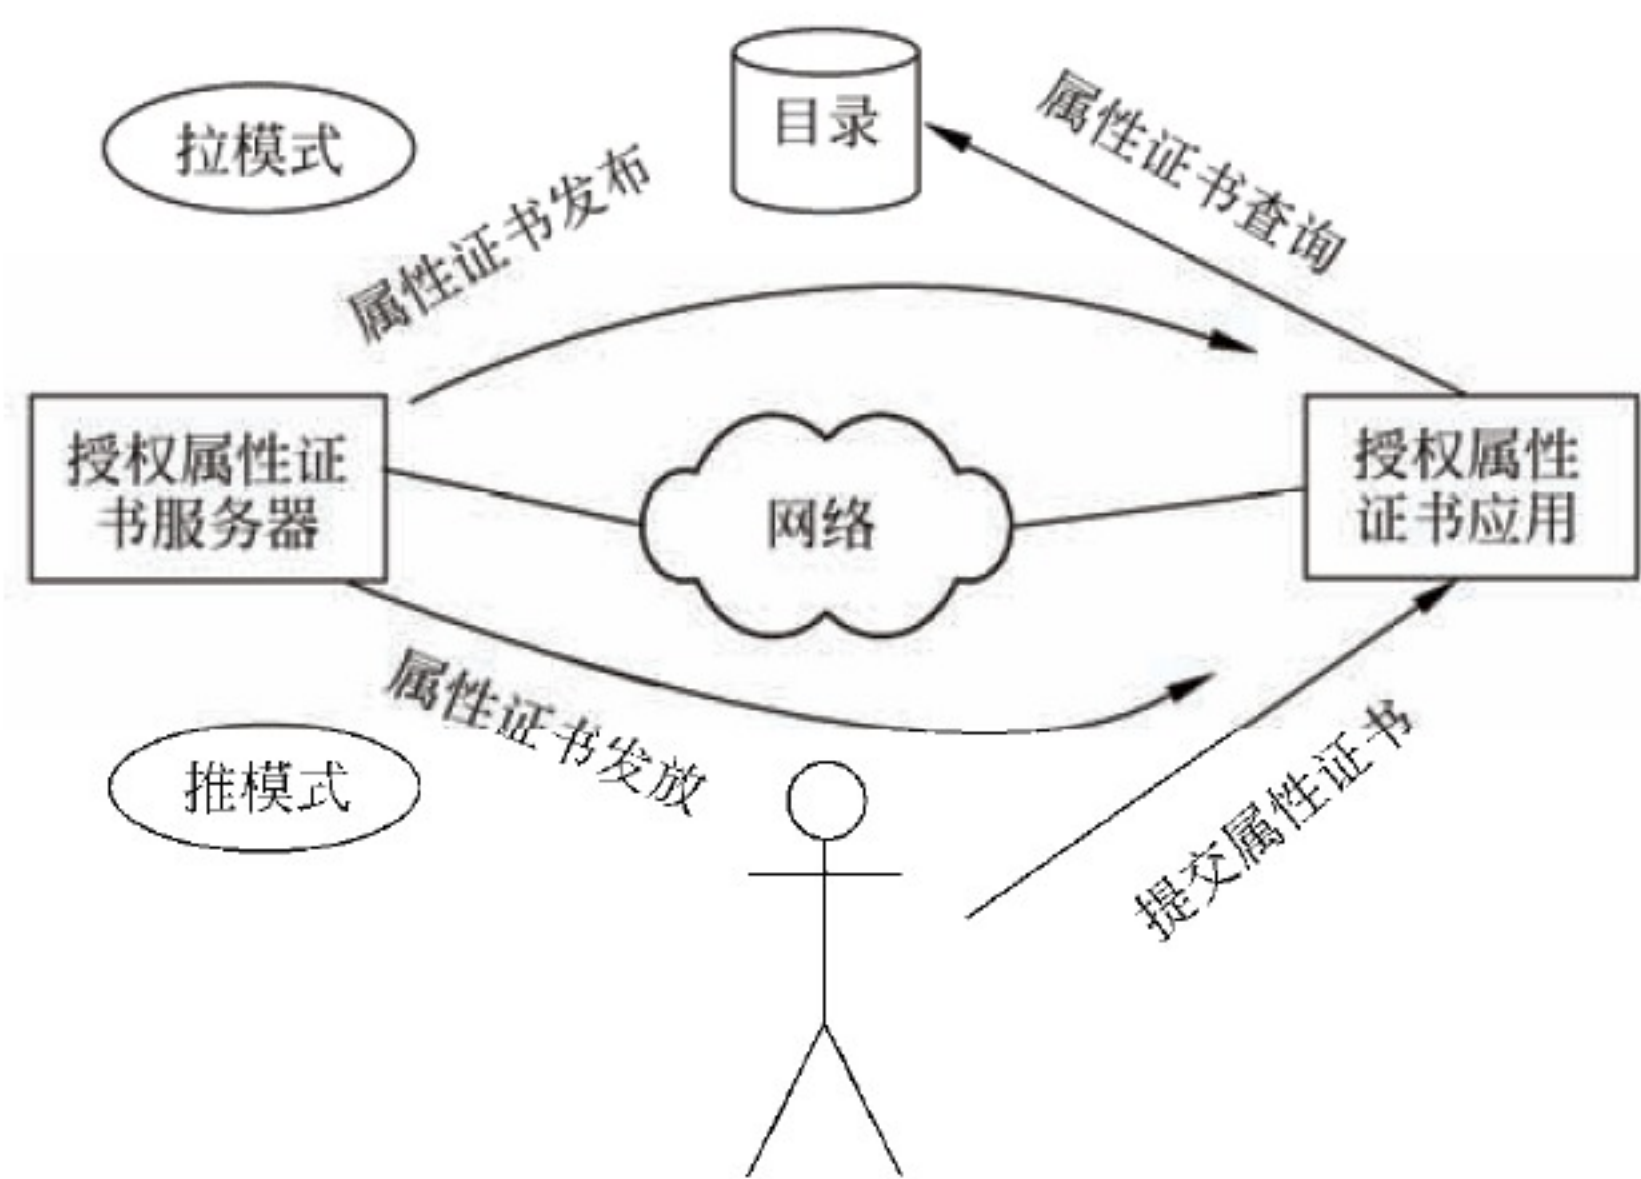 目录
属性证书查询
拉模式
属性证书发布
授权属性证
书服务器
网络
授权属性
证书应用
属性证书发放
推模式
提交属性证书